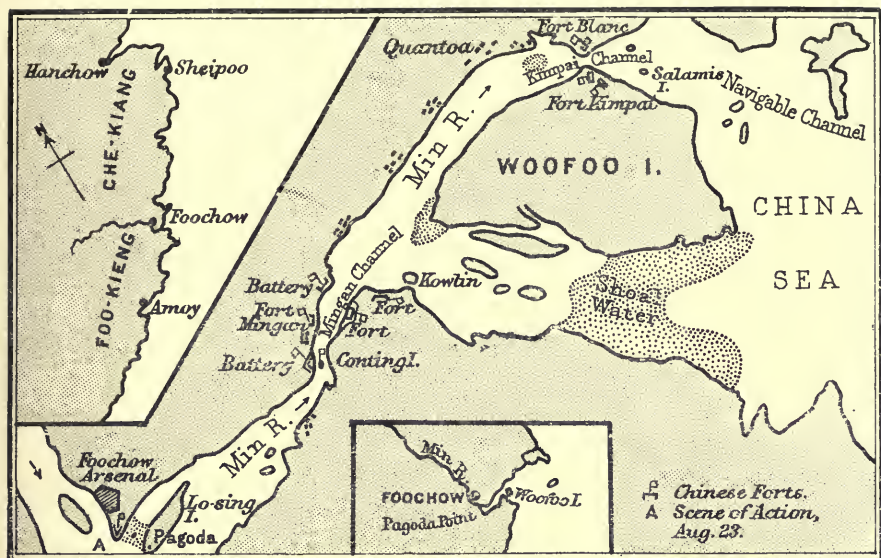 Hanchow
Sheipoo
CHE-KIANG
N
Foochow
FOO-KIENG
Amoy
Quantoa
Fort Blanc
Kimpai Channel
Fort Kimpai
Salamis I.
Navigable Channel
Min R.
WOOFOO I.
CHINA
SEA
Mingan Channel
Battery
Kowlin
Shoal
Water
Fort
Mingan
Fort
Fort
Battery
Conting I.
Min R.
Foochow
Arsenal
Losing
I.
Pagoda
A
Min R.
FOOCHOW
Pagoda Point
Woofoo I.
Chinese Forts.
A Scene of Action,
Aug. 23.